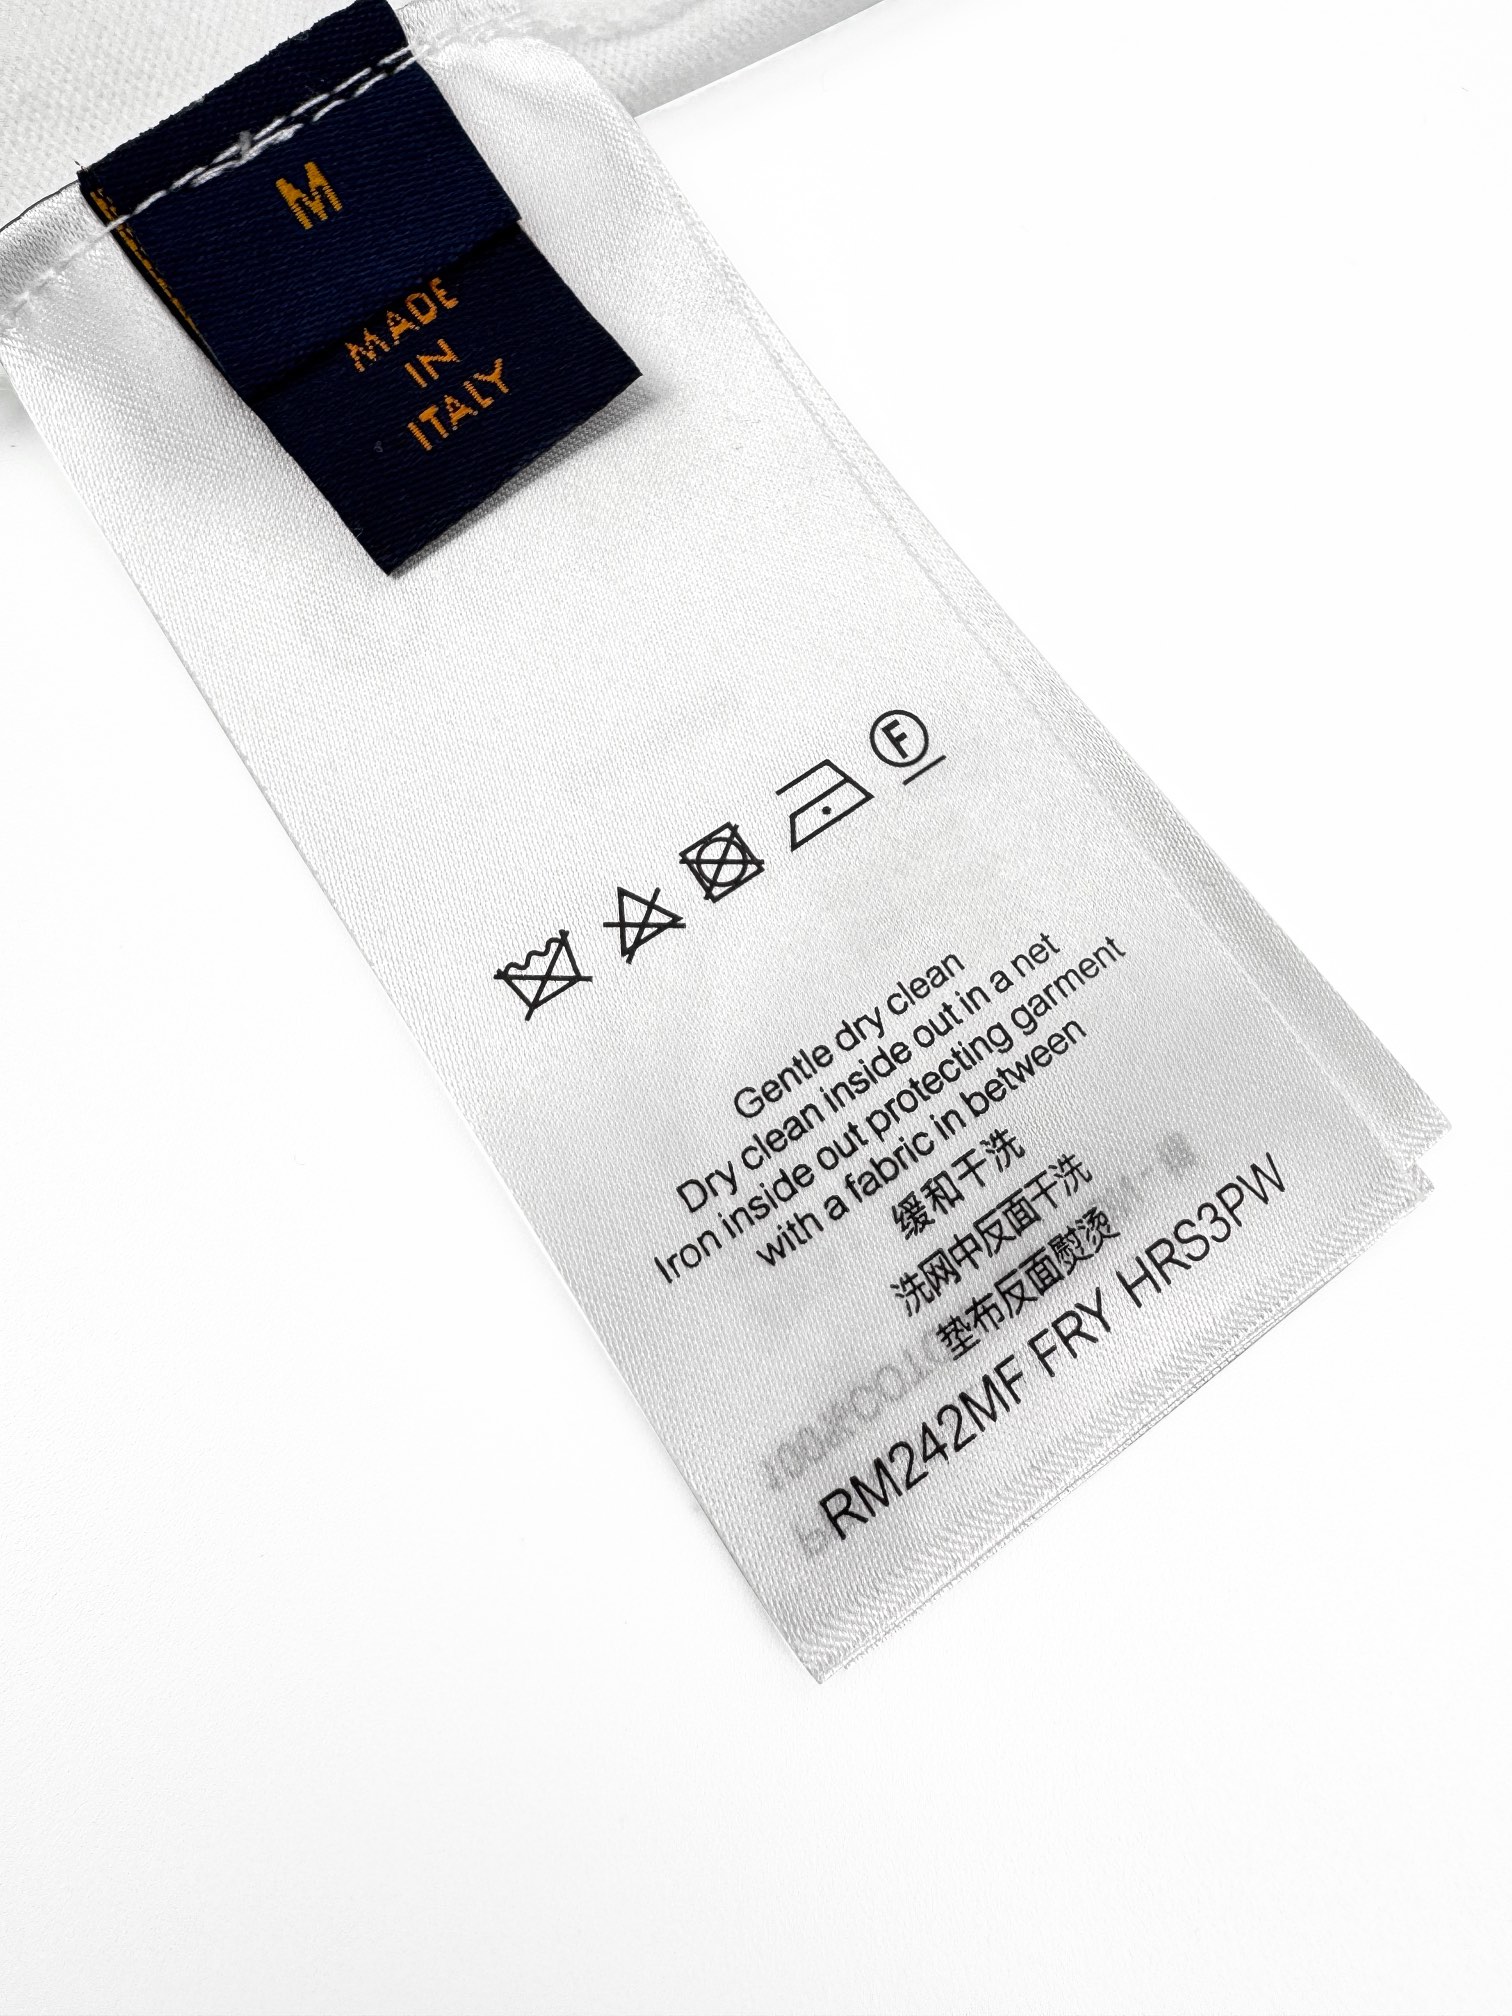 M
MADE
IN
ITALY
F
Gentle dry clean
Dry clean inside out in a net
Iron inside out protecting garment
with a fabric in between
缓和干洗
洗网中反面干洗
垫布反面熨烫
RM242MF FRY HRS3PW